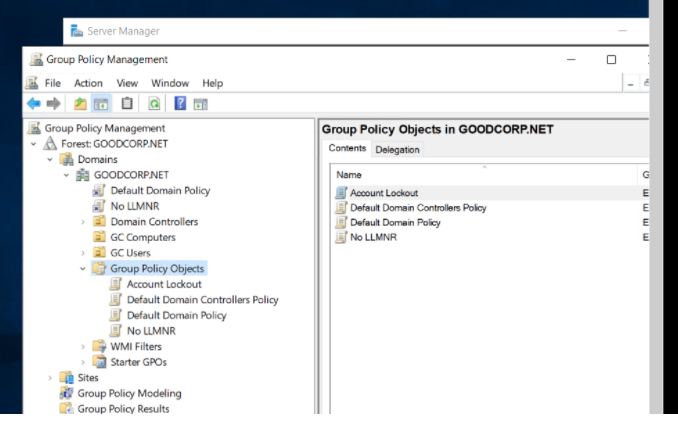 Server Manager
Group Policy Management
File Action View Window Help
Group Policy Management
Forest: GOODCORP.NET
Domains
GOODCORP.NET
Default Domain Policy
No LLMNR
Domain Controllers
GC Computers
GC Users
Group Policy Objects
Account Lockout
Default Domain Controllers Policy
Default Domain Policy
No LLMNR
WMI Filters
Starter GPOs
Sites
Group Policy Modeling
Group Policy Results
Group Policy Objects in GOODCORP.NET
Contents Delegation
Name G
Account Lockout E
Default Domain Controllers Policy E
Default Domain Policy E
No LLMNR E